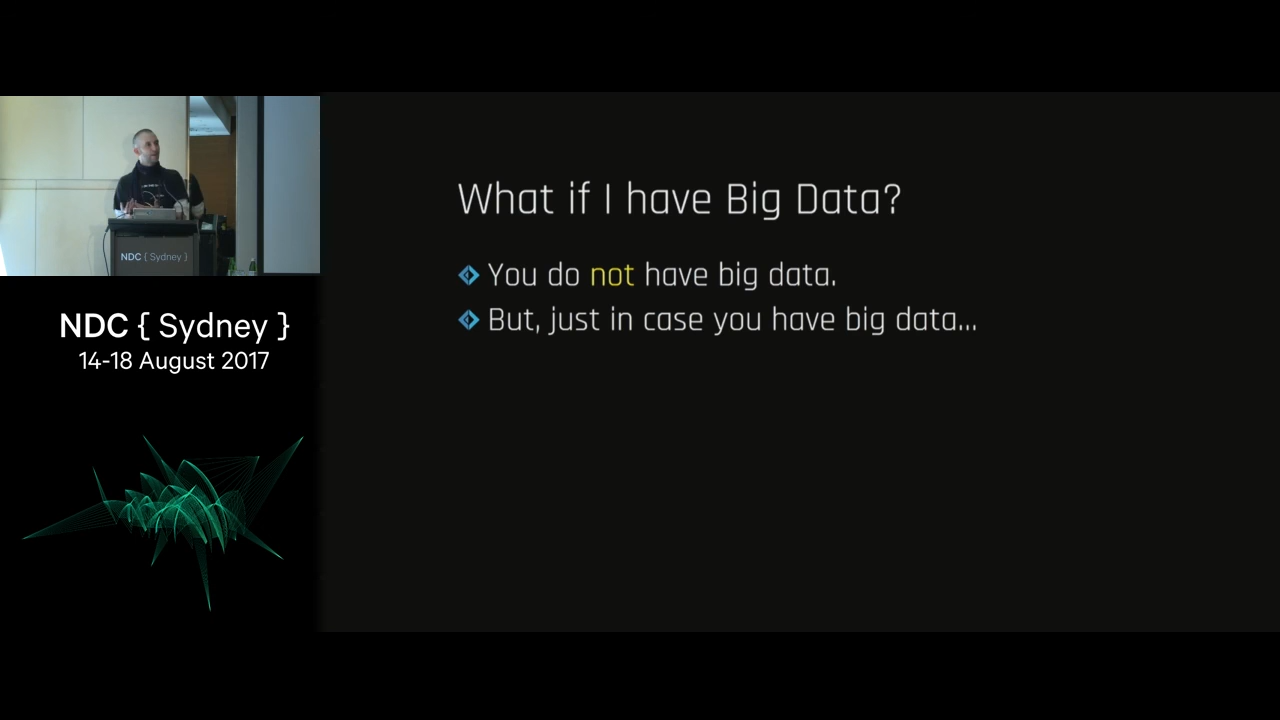 What if I have Big Data?
You do not have big data.
But, just in case you have big data...
NDC { Sydney }
NDC { Sydney }
14-18 August 2017